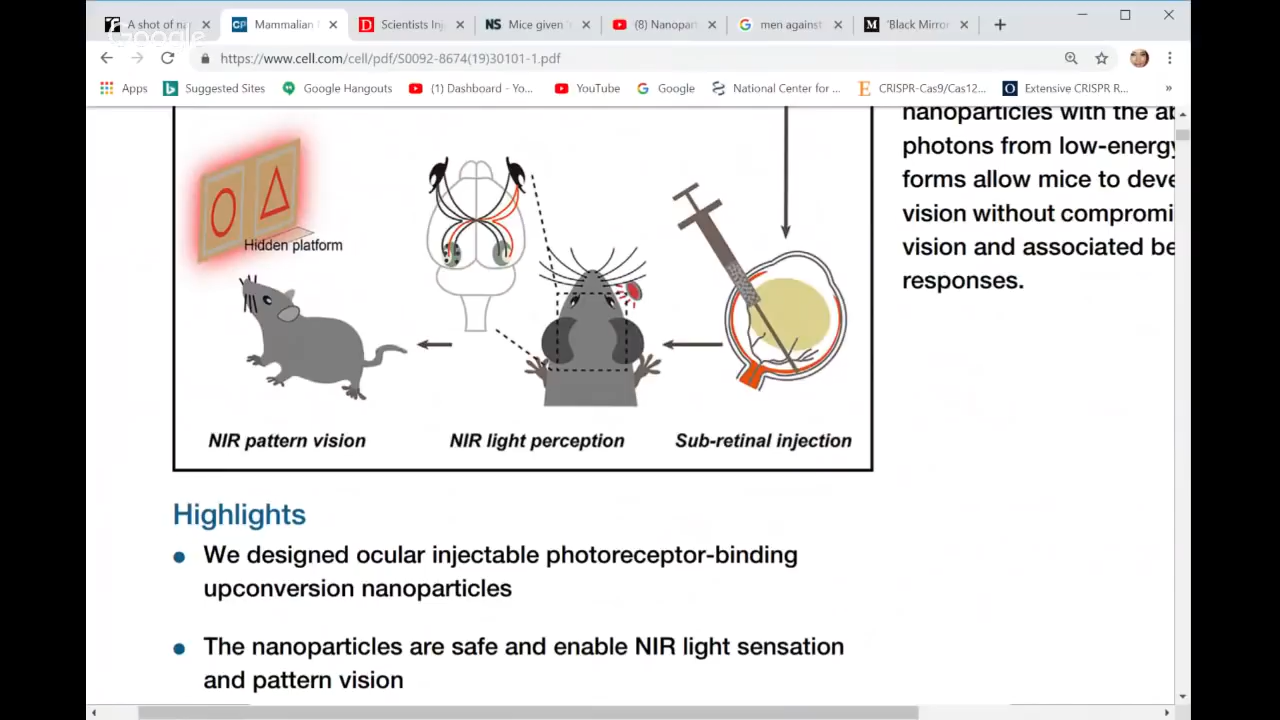 A shot of na
Mammalian
Scientists Inj
NS Mice given '
(8) Nanopar
men against
'Black Mirro
Google
https://www.cell.com/cell/pdf/S0092-8674(19)30101-1.pdf
Apps
Suggested Sites
Google Hangouts
(1) Dashboard - Yo...
YouTube
Google
National Center for ...
CRISPR-Cas9/Cas12...
Extensive CRISPR R...
»
nanoparticles with the ab
photons from low-energy
forms allow mice to deve
vision without compromi
vision and associated be
responses.
Hidden platform
NIR pattern vision
NIR light perception
Sub-retinal injection
Highlights
We designed ocular injectable photoreceptor-binding
upconversion nanoparticles
The nanoparticles are safe and enable NIR light sensation
and pattern vision